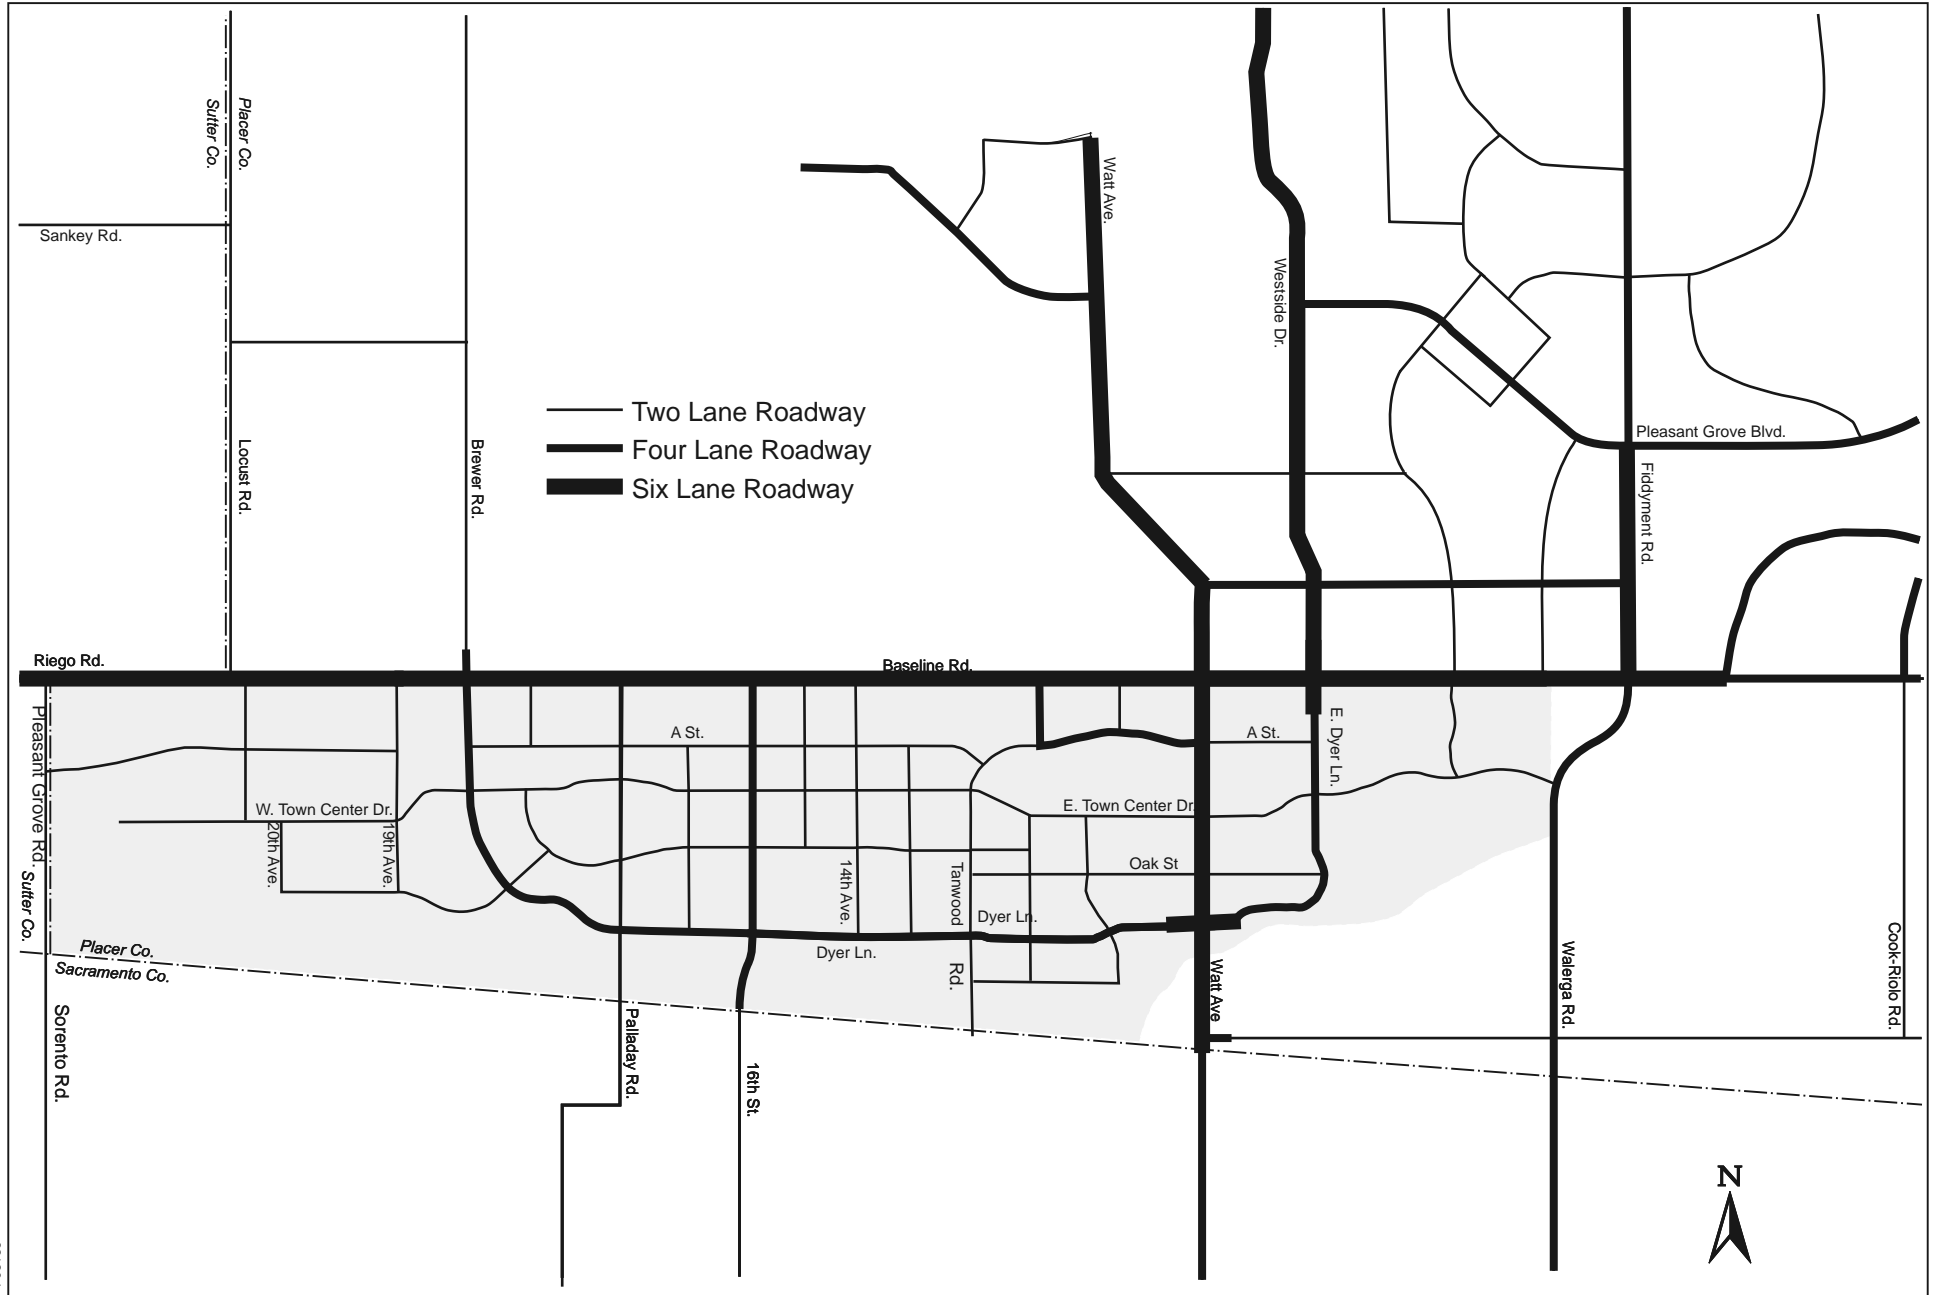 Placer Co.
Sutter Co.
Watt Ave.
Sankey Rd.
Westside Dr.
Two Lane Roadway
Four Lane Roadway
Six Lane Roadway
Pleasant Grove Blvd.
Locust Rd.
Brewer Rd.
Fiddyment Rd.
Riego Rd.
Baseline Rd.
Pleasant Grove Rd.
A St.
A St.
E. Dyer Ln.
W. Town Center Dr.
E. Town Center Dr.
20th Ave.
19th Ave.
14th Ave.
Tanwood
Rd.
Oak St
Dyer Ln.
Dyer Ln.
Sutter Co.
Placer Co.
Sacramento Co.
Watt Ave
Walerga Rd.
Cook-Riolo Rd.
Sorento Rd.
Palladay Rd.
16th St.
N